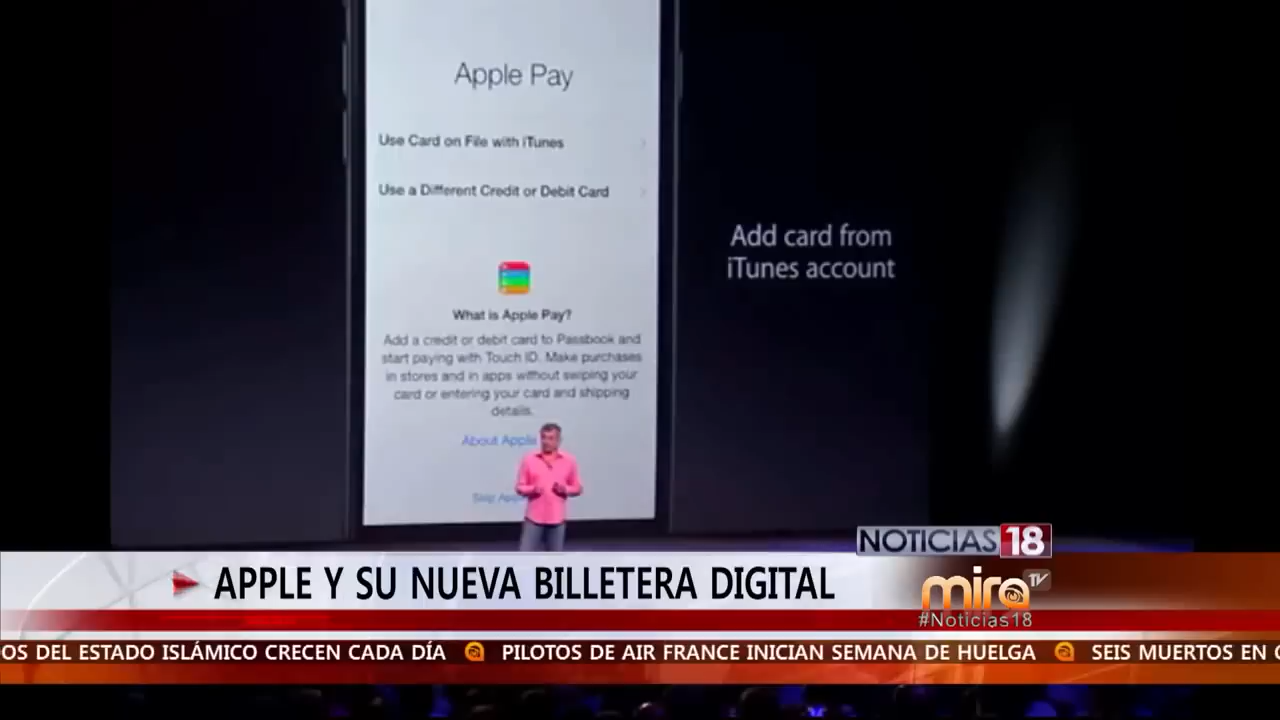 Apple Pay
Use Card on File with iTunes
Use a Different Credit or Debit Card
What is Apple Pay?
Add a credit or debit card to Passbook and
start paying with Touch ID. Make purchases
in stores and in apps without swiping your
card or entering your card and shipping
details.
About Apple
Add card from
iTunes account
NOTICIAS 18
APPLE Y SU NUEVA BILLETERA DIGITAL
mira TV
#Noticias18
OS DEL ESTADO ISLÁMICO CRECEN CADA DÍA PILOTOS DE AIR FRANCE INICIAN SEMANA DE HUELGA SEIS MUERTOS EN